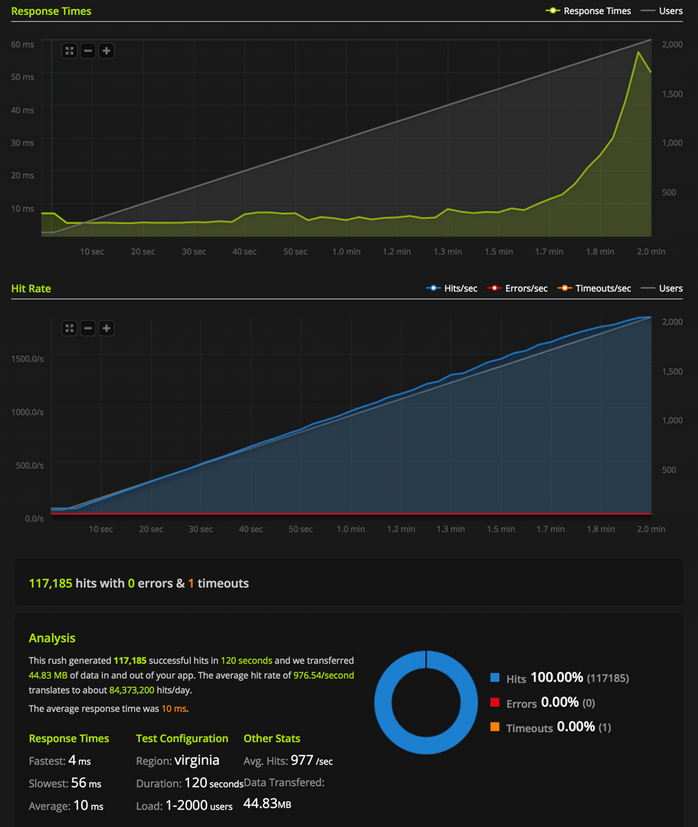 Response Times
Response Times Users
60 ms
50 ms
40 ms
30 ms
20 ms
10 ms
2,000
1,500
1,000
500
10 sec 20 sec 30 sec 40 sec 50 sec 1.0 min 1.2 min 1.3 min 1.5 min 1.7 min 1.8 min 2.0 min
Hit Rate
Hits/sec Errors/sec Timeouts/sec Users
1500.0/s
1000.0/s
500.0/s
0.0/s
2,000
1,500
1,000
500
10 sec 20 sec 30 sec 40 sec 50 sec 1.0 min 1.2 min 1.3 min 1.5 min 1.7 min 1.8 min 2.0 min
117,185 hits with 0 errors & 1 timeouts
Analysis
This rush generated 117,185 successful hits in 120 seconds and we transferred
44.83 MB of data in and out of your app. The average hit rate of 976.54/second
translates to about 84,373,200 hits/day.
The average response time was 10 ms.
Hits 100.00% (117185)
Errors 0.00% (0)
Timeouts 0.00% (1)
Response Times
Fastest: 4 ms
Slowest: 56 ms
Average: 10 ms
Test Configuration
Region: virginia
Duration: 120 seconds
Load: 1-2000 users
Other Stats
Avg. Hits: 977 /sec
Data Transfered:
44.83MB